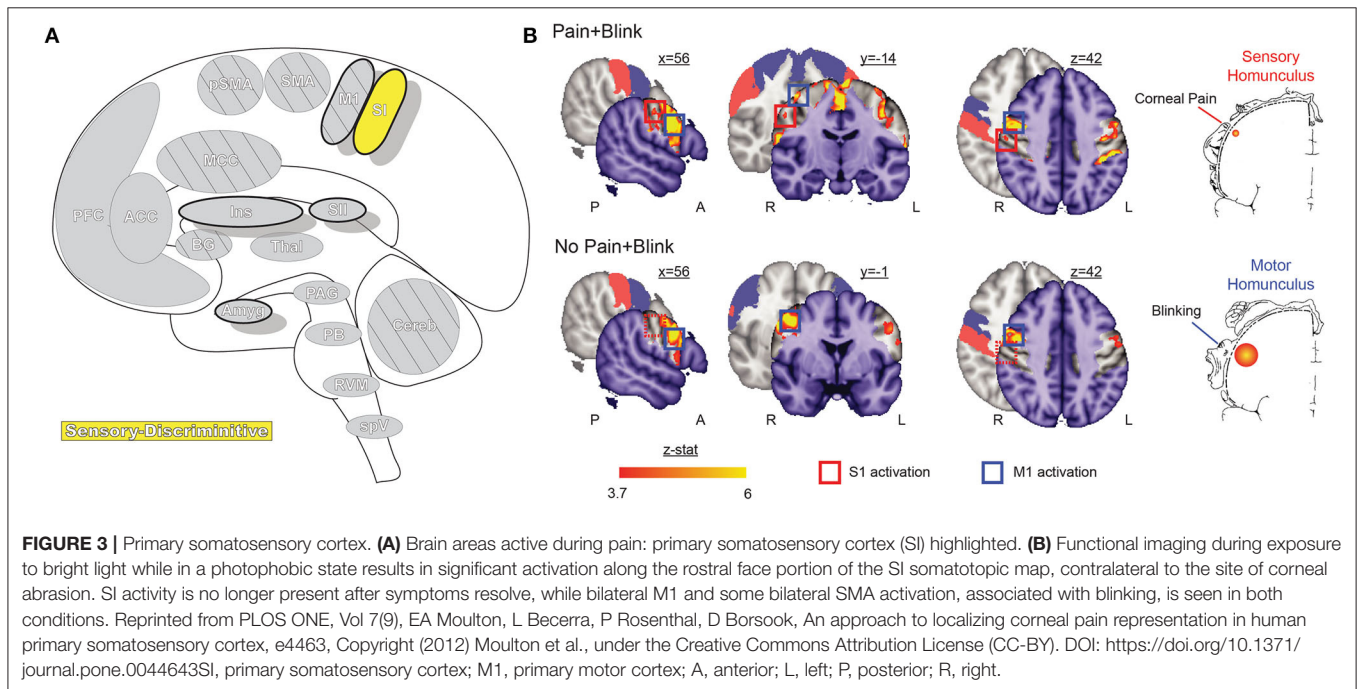 A
pSMA
SMA
M1
SI
MCC
PFC
ACC
Ins
SII
BG
Thal
Amyg
PAG
PB
Cereb
RVM
spV
Sensory-Discriminitive
B
Pain+Blink
x=56
y=-14
z=42
Sensory
Homunculus
Corneal Pain
P A R L R L
No Pain+Blink
x=56
y=-1
z=42
Motor
Homunculus
Blinking
P A R L R L
z-stat
3.7 6
S1 activation
M1 activation
FIGURE 3 | Primary somatosensory cortex. (A) Brain areas active during pain: primary somatosensory cortex (SI) highlighted. (B) Functional imaging during exposure
to bright light while in a photophobic state results in significant activation along the rostral face portion of the SI somatotopic map, contralateral to the site of corneal
abrasion. SI activity is no longer present after symptoms resolve, while bilateral M1 and some bilateral SMA activation, associated with blinking, is seen in both
conditions. Reprinted from PLOS ONE, Vol 7(9), EA Moulton, L Becerra, P Rosenthal, D Borsook, An approach to localizing corneal pain representation in human
primary somatosensory cortex, e4463, Copyright (2012) Moulton et al., under the Creative Commons Attribution License (CC-BY). DOI: https://doi.org/10.1371/
journal.pone.0044643SI, primary somatosensory cortex; M1, primary motor cortex; A, anterior; L, left; P, posterior; R, right.